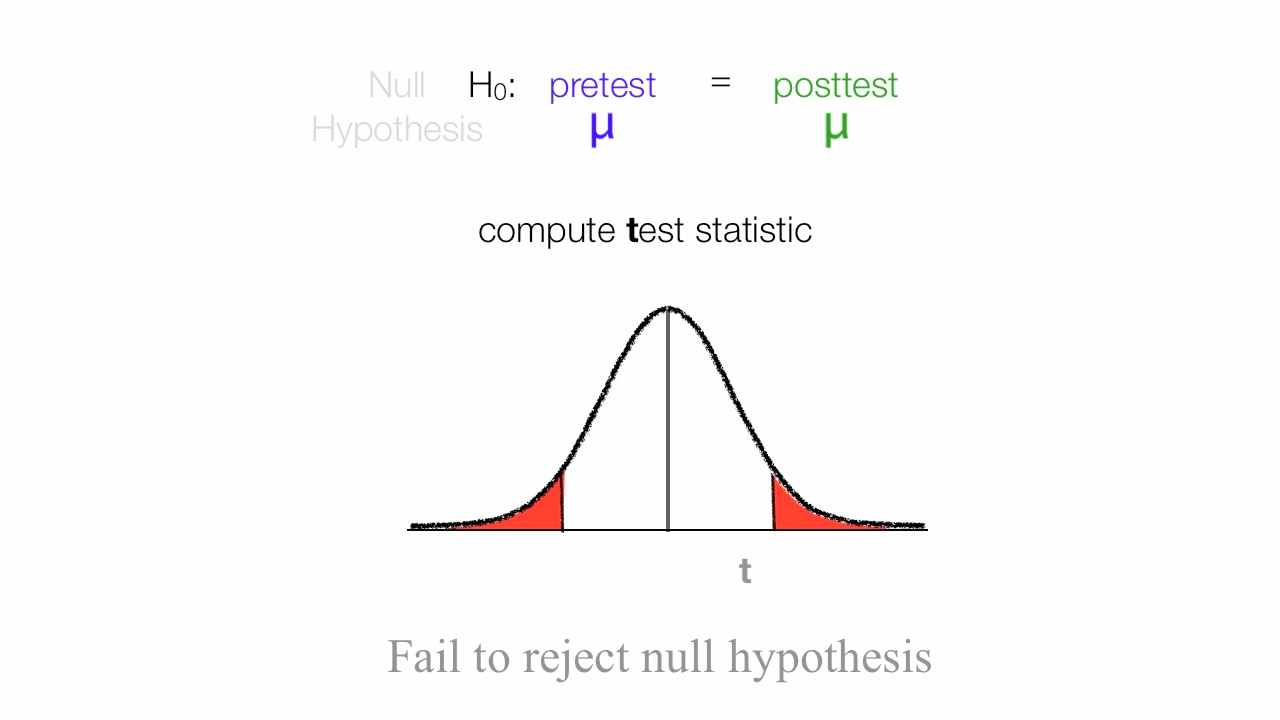 Null H₀: pretest = posttest
Hypothesis μ μ
compute test statistic
t
Fail to reject null hypothesis